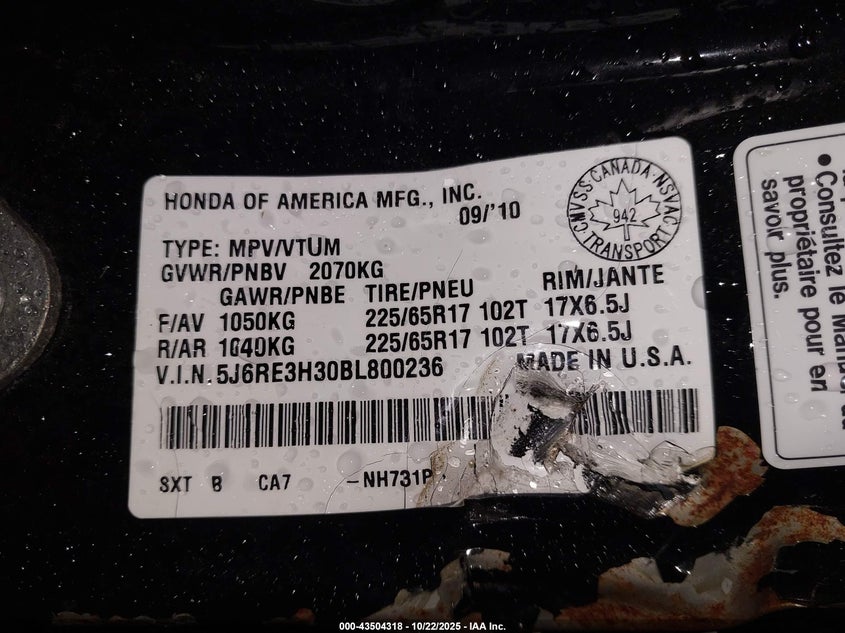 HONDA OF AMERICA MFG., INC.
09/'10
CANADA
CMVSS · NSVAC
942
TRANSPORT
TYPE: MPV/VTUM
GVWR/PNBV 2070KG
GAWR/PNBE TIRE/PNEU RIM/JANTE
F/AV 1050KG 225/65R17 102T 17X6.5J
R/AR 1040KG 225/65R17 102T 17X6.5J
V.I.N. 5J6RE3H30BL800236 MADE IN U.S.A.
SXT B CA7 -NH731P
• Consultez le
propriétaire pour en
savoir plus.
000-43504318 - 10/22/2025 - IAA Inc.